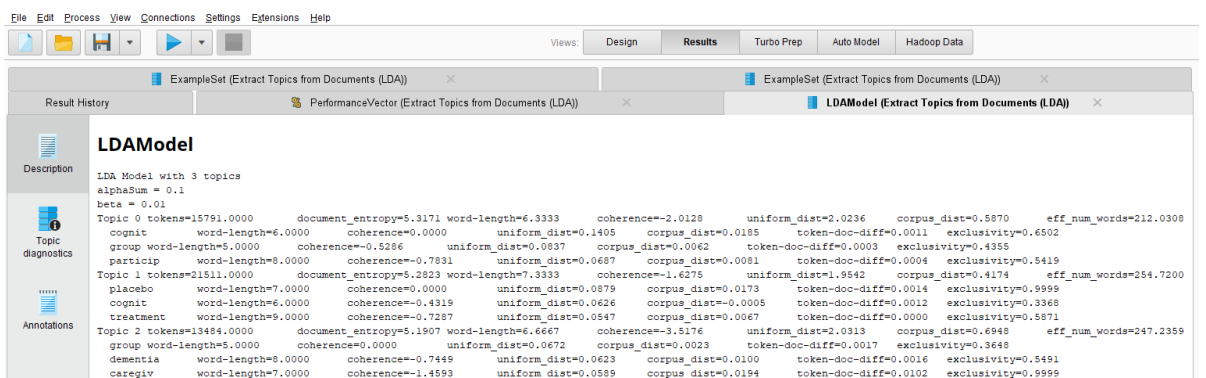 File Edit Process View Connections Settings Extensions Help
Views: Design Results Turbo Prep Auto Model Hadoop Data
ExampleSet (Extract Topics from Documents (LDA)) ExampleSet (Extract Topics from Documents (LDA))
Result History PerformanceVector (Extract Topics from Documents (LDA)) LDAModel (Extract Topics from Documents (LDA))
Description
Topic diagnostics
Annotations
LDAModel
LDA Model with 3 topics
alphaSum = 0.1
beta = 0.01
Topic 0 tokens=15791.0000 document_entropy=5.3171 word-length=6.3333 coherence=-2.0128 uniform_dist=2.0236 corpus_dist=0.5870 eff_num_words=212.0308
cognit word-length=6.0000 coherence=0.0000 uniform_dist=0.1405 corpus_dist=0.0185 token-doc-diff=0.0011 exclusivity=0.6502
group word-length=5.0000 coherence=-0.5286 uniform_dist=0.0837 corpus_dist=0.0062 token-doc-diff=0.0003 exclusivity=0.4355
particip word-length=8.0000 coherence=-0.7831 uniform_dist=0.0687 corpus_dist=0.0081 token-doc-diff=0.0004 exclusivity=0.5419
Topic 1 tokens=21511.0000 document_entropy=5.2823 word-length=7.3333 coherence=-1.6275 uniform_dist=1.9542 corpus_dist=0.4174 eff_num_words=254.7200
placebo word-length=7.0000 coherence=0.0000 uniform_dist=0.0879 corpus_dist=0.0173 token-doc-diff=0.0014 exclusivity=0.9999
cognit word-length=6.0000 coherence=-0.4319 uniform_dist=0.0626 corpus_dist=-0.0005 token-doc-diff=0.0012 exclusivity=0.3368
treatment word-length=9.0000 coherence=-0.7287 uniform_dist=0.0547 corpus_dist=0.0067 token-doc-diff=0.0000 exclusivity=0.5871
Topic 2 tokens=13484.0000 document_entropy=5.1907 word-length=6.6667 coherence=-3.5176 uniform_dist=2.0313 corpus_dist=0.6948 eff_num_words=247.2359
group word-length=5.0000 coherence=0.0000 uniform_dist=0.0672 corpus_dist=0.0023 token-doc-diff=0.0017 exclusivity=0.3648
dementia word-length=8.0000 coherence=-0.7449 uniform_dist=0.0623 corpus_dist=0.0100 token-doc-diff=0.0016 exclusivity=0.5491
caregiv word-length=7.0000 coherence=-1.4593 uniform_dist=0.0589 corpus_dist=0.0194 token-doc-diff=0.0102 exclusivity=0.9999